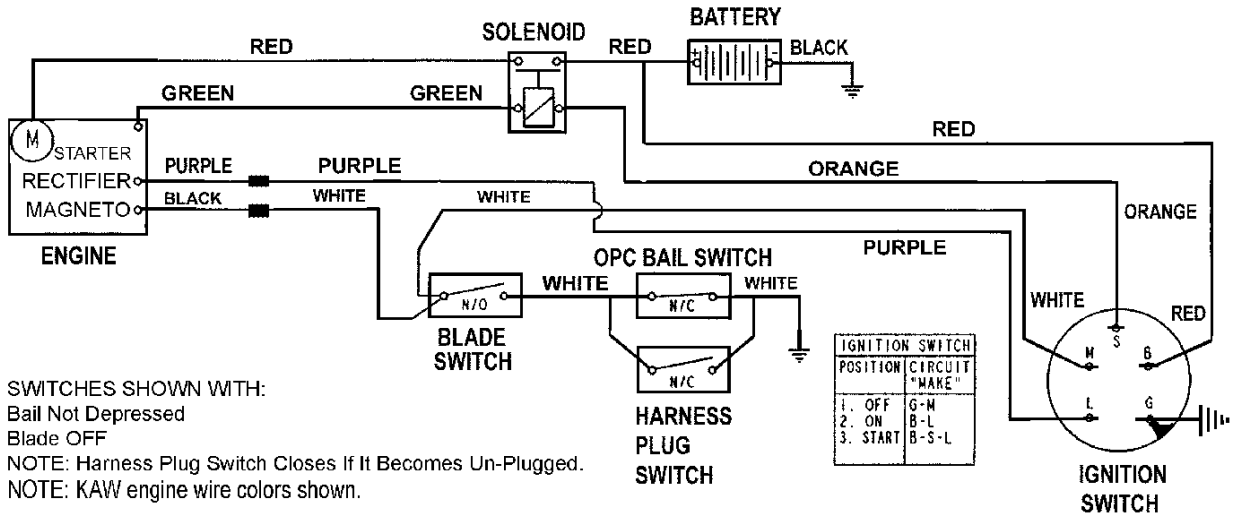 BATTERY
SOLENOID
RED
RED
BLACK
+
-
GREEN
GREEN
RED
M
STARTER
PURPLE
PURPLE
ORANGE
RECTIFIER
BLACK
WHITE
WHITE
MAGNETO
ORANGE
ENGINE
PURPLE
OPC BAIL SWITCH
WHITE
WHITE
WHITE
RED
N/O
N/C
BLADE
SWITCH
S
M
B
IGNITION SWITCH
POSITION CIRCUIT
"MAKE"
1. OFF G-M
2. ON B-L
3. START B-S-L
N/C
L
G
HARNESS
PLUG
SWITCH
IGNITION
SWITCH
SWITCHES SHOWN WITH:
Bail Not Depressed
Blade OFF
NOTE: Harness Plug Switch Closes If It Becomes Un-Plugged.
NOTE: KAW engine wire colors shown.